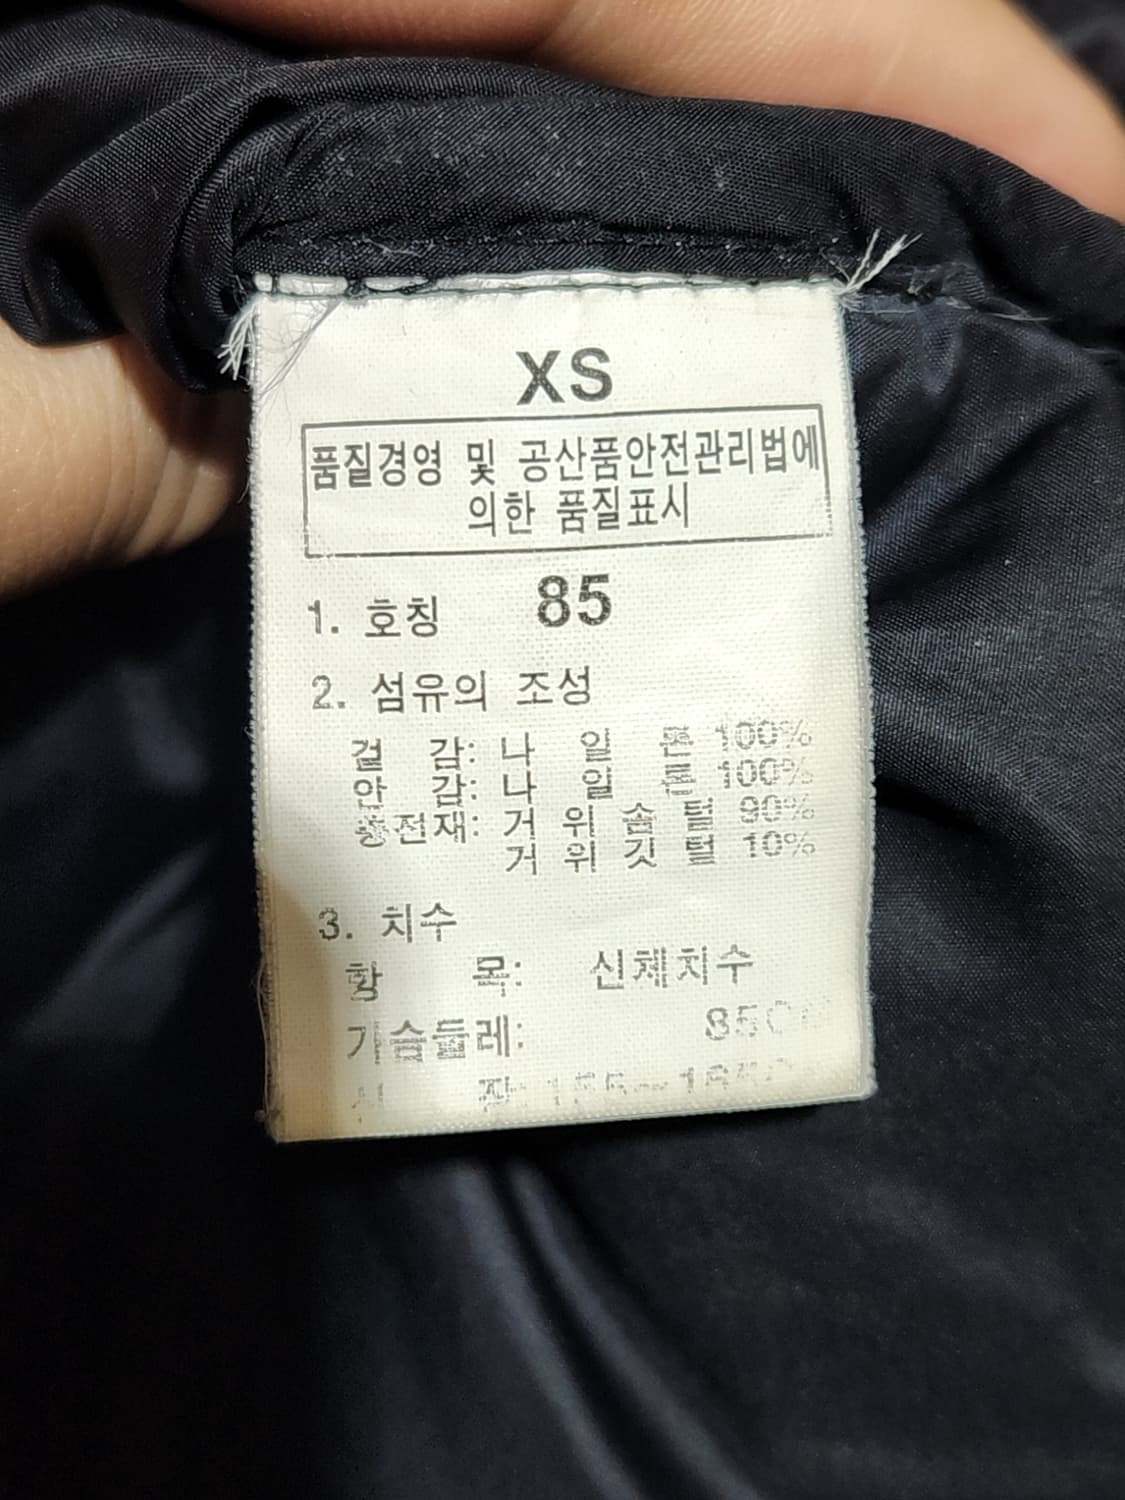 XS
품질경영 및 공산품안전관리법에
의한 품질표시
1. 호칭 85
2. 섬유의 조성
겉 감: 나 일 론 100%
안 감: 나 일 론 100%
충전재: 거 위 솜 털 90%
거 위 깃 털 10%
3. 치수
항 목: 신체치수
가슴둘레: 85
장: